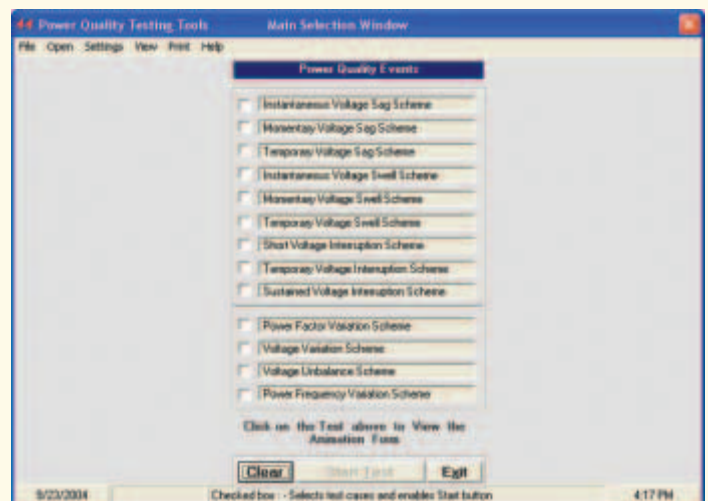 Power Quality Testing Tools Main Selection Window
File Open Settings View Print Help
Power Quality Events
Instantaneous Voltage Sag Scheme
Momentary Voltage Sag Scheme
Temporary Voltage Sag Scheme
Instantaneous Voltage Swell Scheme
Momentary Voltage Swell Scheme
Temporary Voltage Swell Scheme
Short Voltage Interruption Scheme
Temporary Voltage Interruption Scheme
Sustained Voltage Interruption Scheme
Power Factor Variation Scheme
Voltage Variation Scheme
Voltage Unbalance Scheme
Power Frequency Variation Scheme
Click on the Text above to View the
Animation Form
Clear Start Test Exit
9/23/2004 Checked box :- Selects test cases and enables Start button 4:17 PM